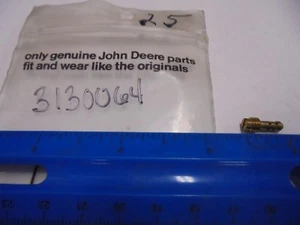 25
only genuine John Deere parts
fit and wear like the originals
3130064